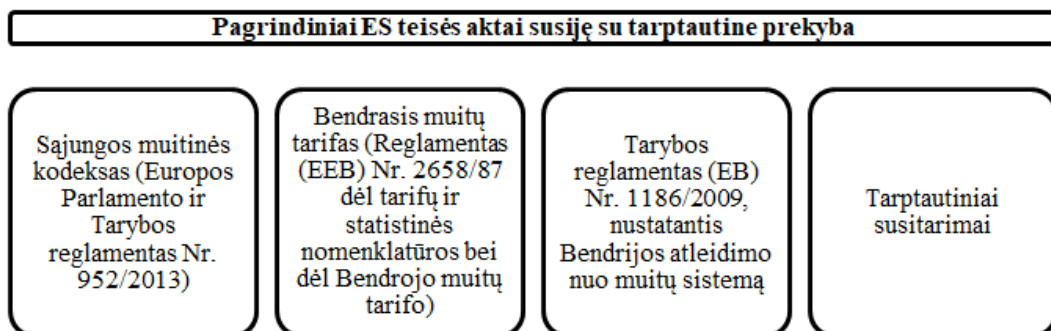 Pagrindiniai ES teisės aktai susiję su tarptautine prekyba
Sąjungos muitinės
kodeksas (Europos
Parlamento ir
Tarybos
reglamentas Nr.
952/2013)
Bendrasis muitų
tarifas (Reglamentas
(EEB) Nr. 2658/87
dėl tarifų ir
statistinės
nomenklatūros bei
dėl Bendrojo muitų
tarifo)
Tarybos
reglamentas (EB)
Nr. 1186/2009,
nustatantis
Bendrijos atleidimo
nuo muitų sistemą
Tarptautiniai
susitarimai